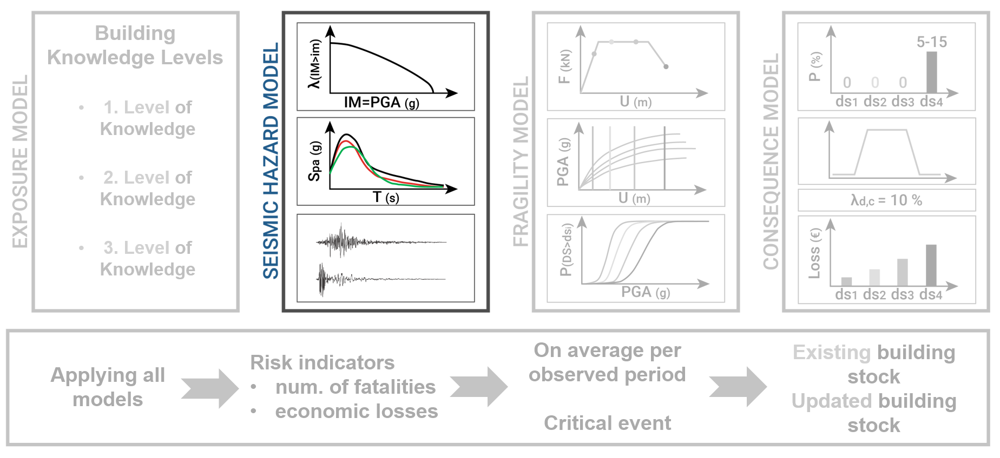 EXPOSURE MODEL
Building
Knowledge Levels
• 1. Level of
Knowledge
• 2. Level of
Knowledge
• 3. Level of
Knowledge
SEISMIC HAZARD MODEL
λ(IM>im)
IM=PGA (g)
Spa (g)
T (s)
FRAGILITY MODEL
F (kN)
U (m)
PGA (g)
U (m)
P(DS>dsi)
PGA (g)
CONSEQUENCE MODEL
P (%)
5-15
0 0 0
ds1 ds2 ds3 ds4
λd,c = 10 %
Loss (€)
ds1 ds2 ds3 ds4
Applying all
models
Risk indicators
• num. of fatalities
• economic losses
On average per
observed period
Critical event
Existing building
stock
Updated building
stock